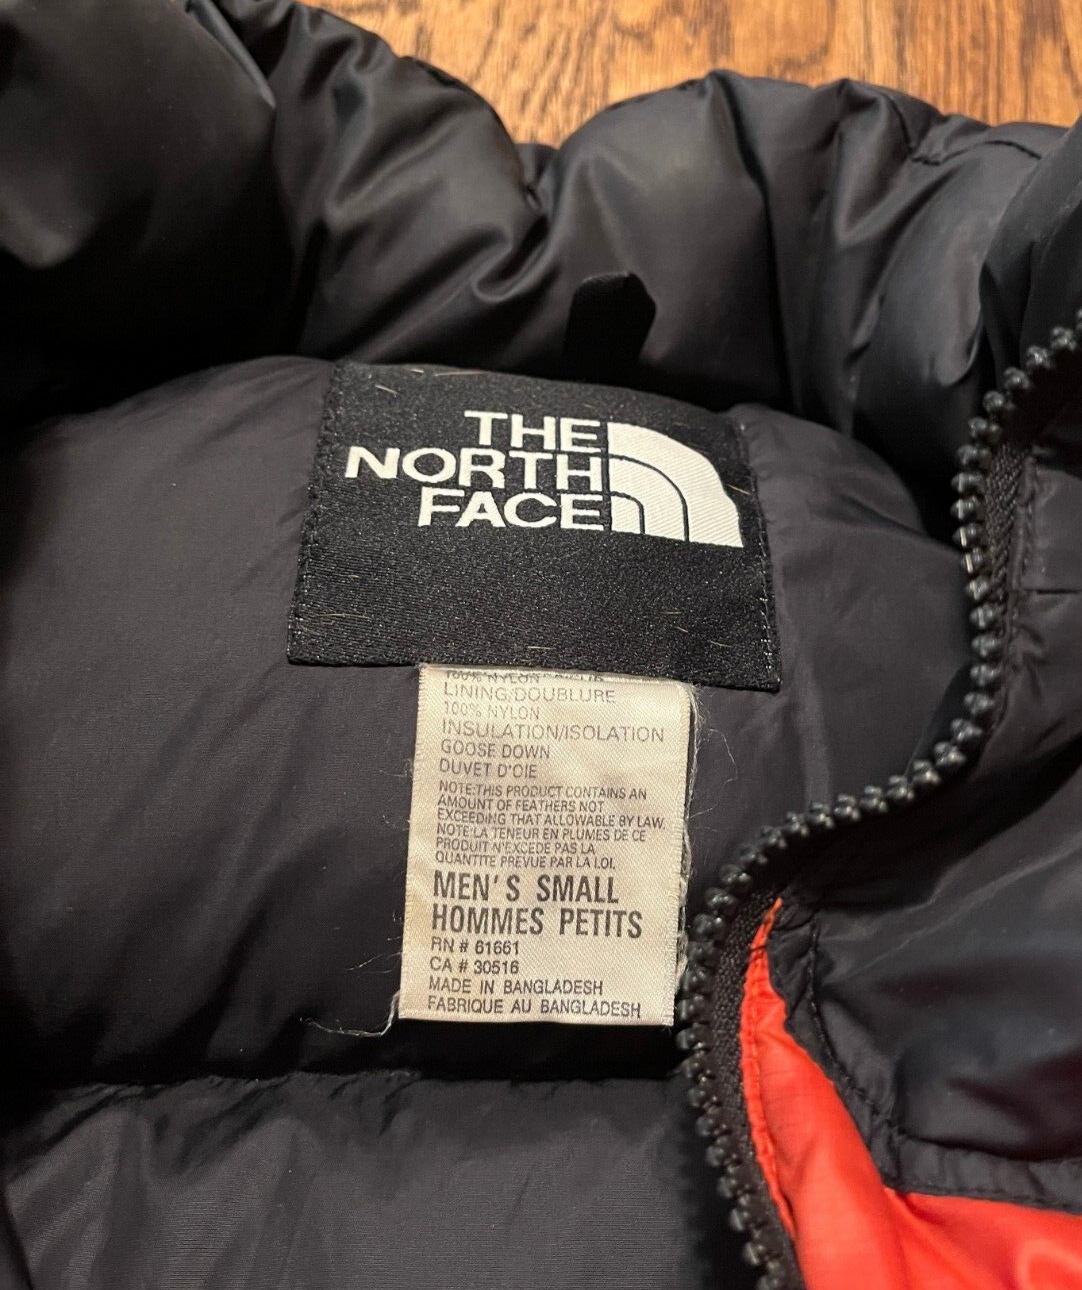 THE
NORTH
FACE
100% NYLON
LINING/DOUBLURE
100% NYLON
INSULATION/ISOLATION
GOOSE DOWN
DUVET D'OIE
NOTE:THIS PRODUCT CONTAINS AN
AMOUNT OF FEATHERS NOT
EXCEEDING THAT ALLOWABLE BY LAW.
NOTE:LA TENEUR EN PLUMES DE CE
PRODUIT N'EXCEDE PAS LA
QUANTITE PREVUE PAR LA LOI.
MEN'S SMALL
HOMMES PETITS
RN # 61661
CA # 30516
MADE IN BANGLADESH
FABRIQUE AU BANGLADESH